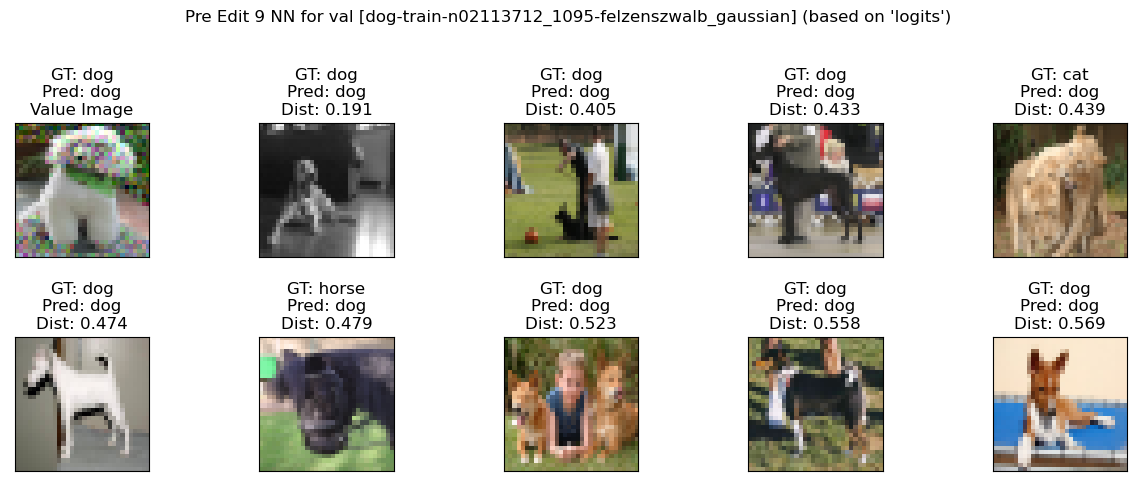 Pre Edit 9 NN for val [dog-train-n02113712_1095-felzenszwalb_gaussian] (based on 'logits')
GT: dog
Pred: dog
Value Image
GT: dog
Pred: dog
Dist: 0.191
GT: dog
Pred: dog
Dist: 0.405
GT: dog
Pred: dog
Dist: 0.433
GT: cat
Pred: dog
Dist: 0.439
GT: dog
Pred: dog
Dist: 0.474
GT: horse
Pred: dog
Dist: 0.479
GT: dog
Pred: dog
Dist: 0.523
GT: dog
Pred: dog
Dist: 0.558
GT: dog
Pred: dog
Dist: 0.569